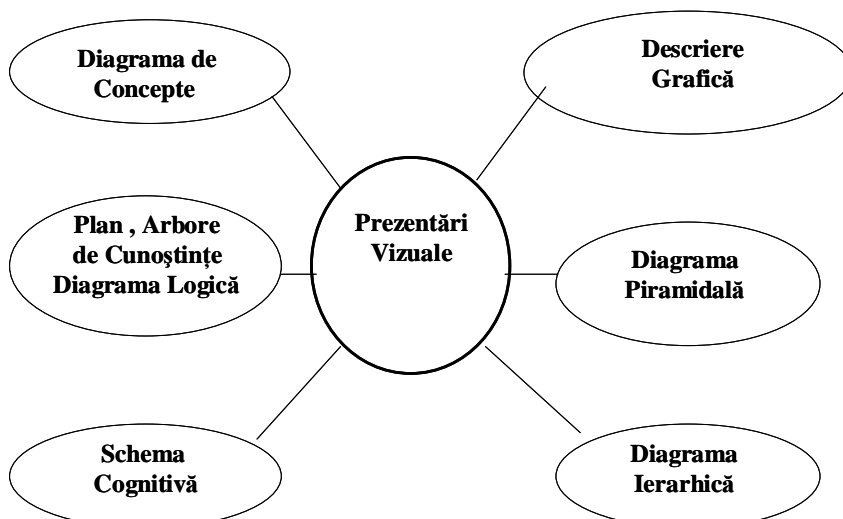 Diagrama de
Concepte
Descriere
Grafică
Plan , Arbore
de Cunoştinţe
Diagrama Logică
Prezentări
Vizuale
Diagrama
Piramidală
Schema
Cognitivă
Diagrama
Ierarhică